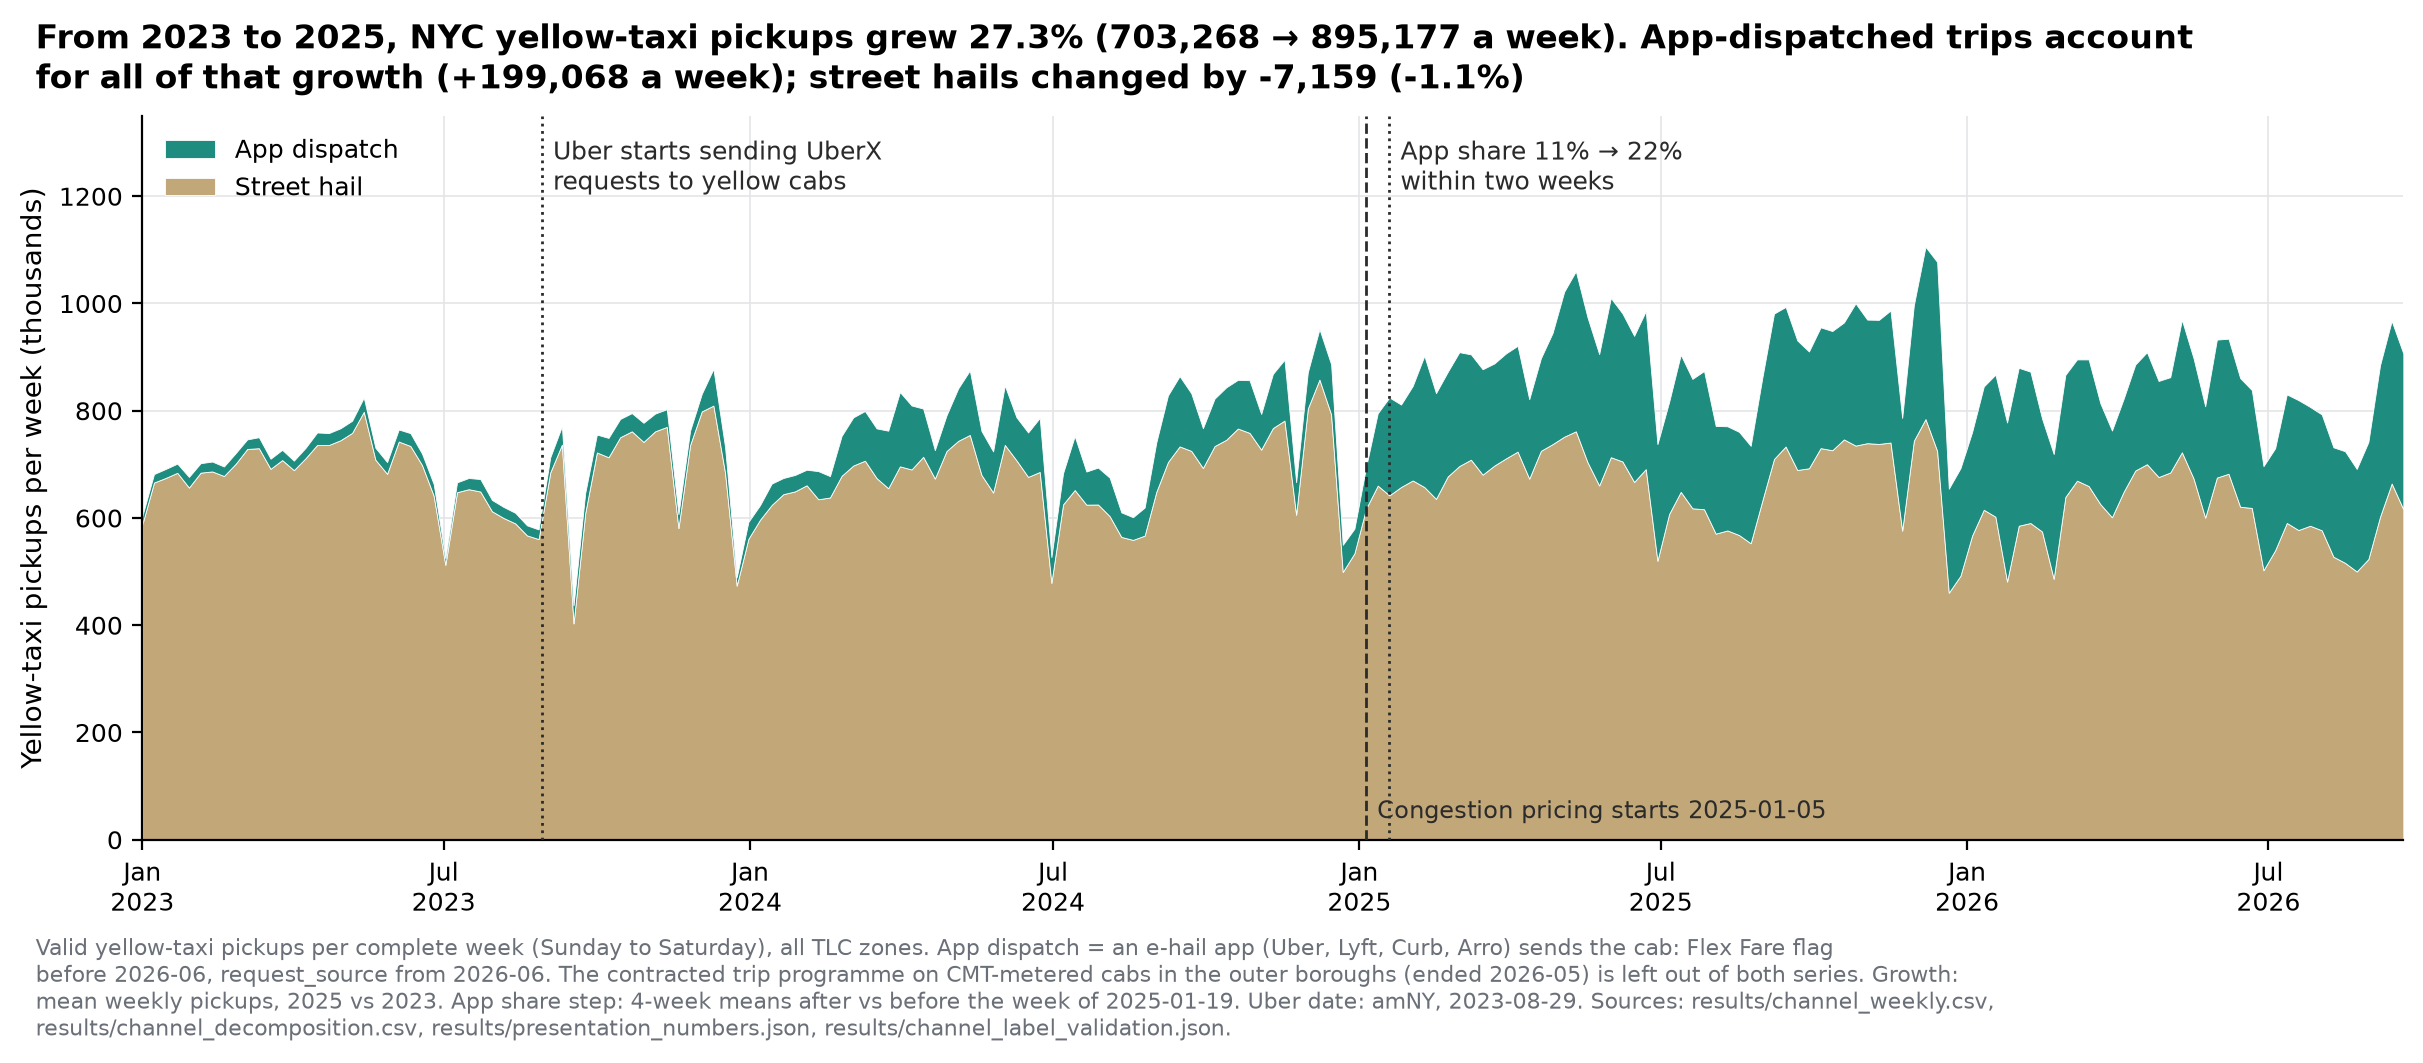 From 2023 to 2025, NYC yellow-taxi pickups grew 27.3% (703,268 → 895,177 a week). App-dispatched trips account
for all of that growth (+199,068 a week); street hails changed by -7,159 (-1.1%)
App dispatch
Street hail
Uber starts sending UberX
requests to yellow cabs
App share 11% → 22%
within two weeks
Yellow-taxi pickups per week (thousands)
1200
1000
800
600
400
200
0
Congestion pricing starts 2025-01-05
Jan
2023
Jul
2023
Jan
2024
Jul
2024
Jan
2025
Jul
2025
Jan
2026
Jul
2026
Valid yellow-taxi pickups per complete week (Sunday to Saturday), all TLC zones. App dispatch = an e-hail app (Uber, Lyft, Curb, Arro) sends the cab: Flex Fare flag
before 2026-06, request_source from 2026-06. The contracted trip programme on CMT-metered cabs in the outer boroughs (ended 2026-05) is left out of both series. Growth:
mean weekly pickups, 2025 vs 2023. App share step: 4-week means after vs before the week of 2025-01-19. Uber date: amNY, 2023-08-29. Sources: results/channel_weekly.csv,
results/channel_decomposition.csv, results/presentation_numbers.json, results/channel_label_validation.json.